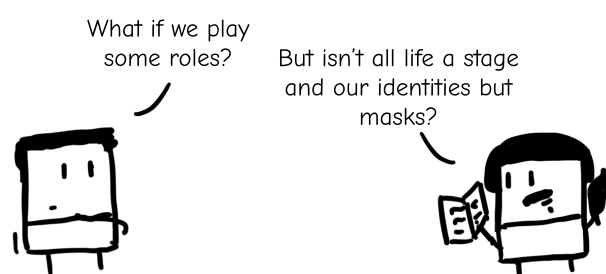 What if we play
some roles?
But isn't all life a stage
and our identities but
masks?